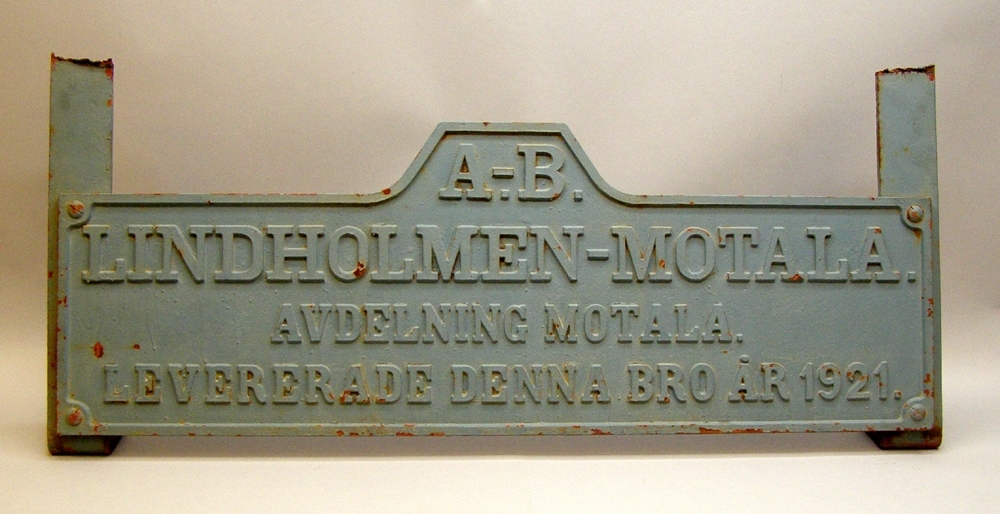 A.-B.
LINDHOLMEN-MOTALA.
AVDELNING MOTALA.
LEVERERADE DENNA BRO ÅR 1921.